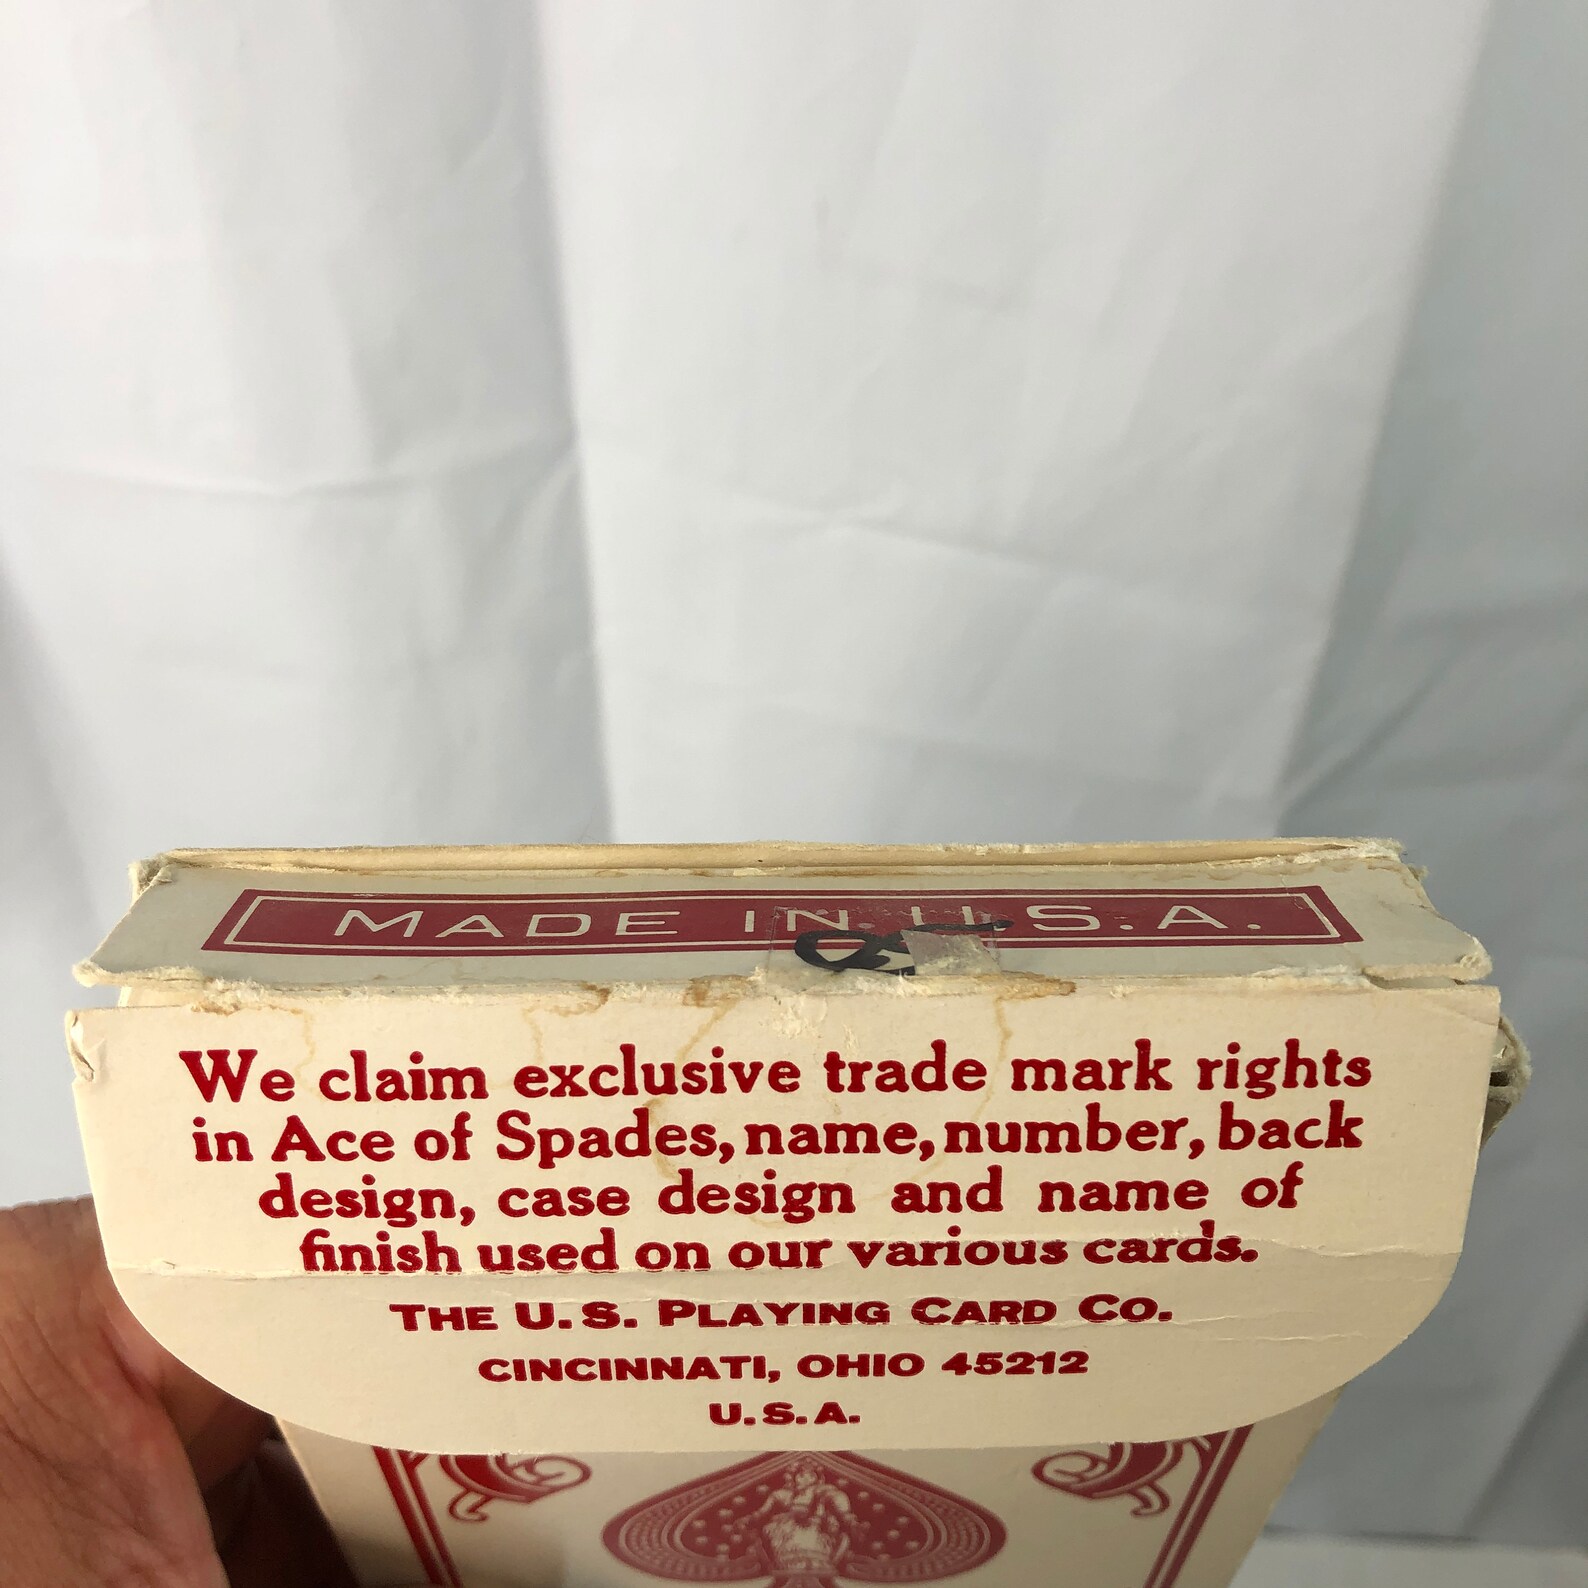 MADE IN U.S.A.
We claim exclusive trade mark rights
in Ace of Spades, name, number, back
design, case design and name of
finish used on our various cards.
THE U.S. PLAYING CARD CO.
CINCINNATI, OHIO 45212
U.S.A.